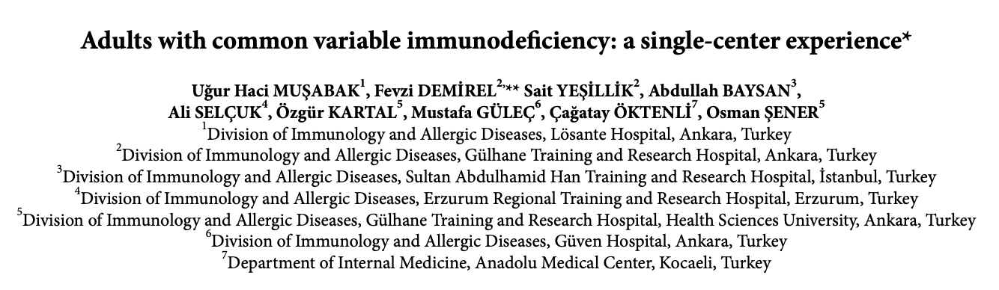 Adults with common variable immunodeficiency: a single-center experience*
Uğur Haci MUŞABAK1, Fevzi DEMİREL2,** Sait YEŞİLLİK2, Abdullah BAYSAN3,
Ali SELÇUK4, Özgür KARTAL5, Mustafa GÜLEÇ6, Çağatay ÖKTENLİ7, Osman ŞENER5
1Division of Immunology and Allergic Diseases, Lösante Hospital, Ankara, Turkey
2Division of Immunology and Allergic Diseases, Gülhane Training and Research Hospital, Ankara, Turkey
3Division of Immunology and Allergic Diseases, Sultan Abdulhamid Han Training and Research Hospital, İstanbul, Turkey
4Division of Immunology and Allergic Diseases, Erzurum Regional Training and Research Hospital, Erzurum, Turkey
5Division of Immunology and Allergic Diseases, Gülhane Training and Research Hospital, Health Sciences University, Ankara, Turkey
6Division of Immunology and Allergic Diseases, Güven Hospital, Ankara, Turkey
7Department of Internal Medicine, Anadolu Medical Center, Kocaeli, Turkey